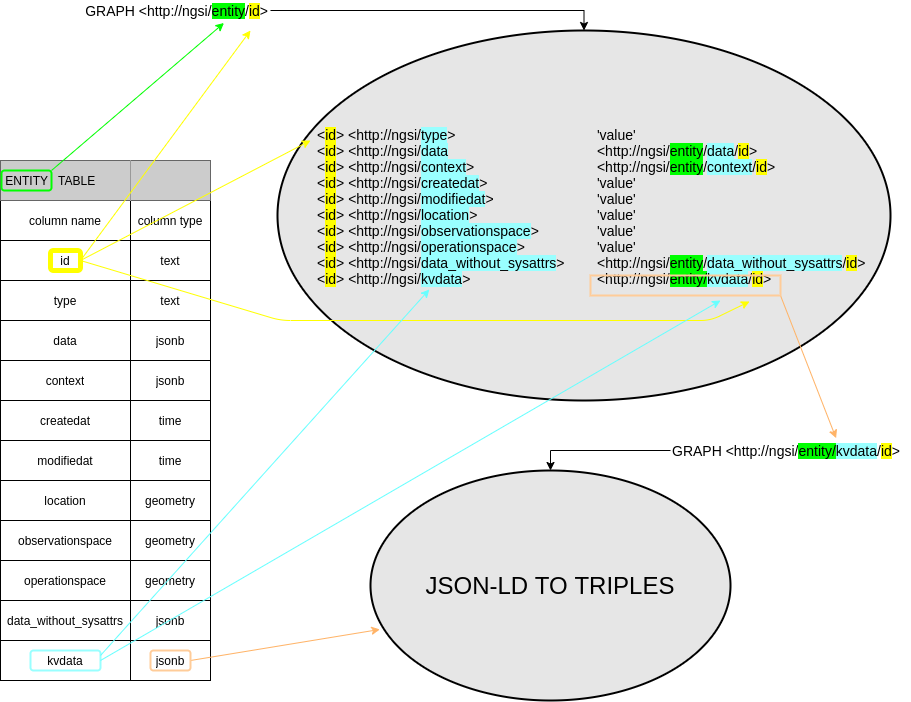 GRAPH <http://ngsi/entity/id>
<id> <http://ngsi/type> 'value'
<id> <http://ngsi/data <http://ngsi/entity/data/id>
<id> <http://ngsi/context> <http://ngsi/entity/context/id>
<id> <http://ngsi/createdat> 'value'
<id> <http://ngsi/modifiedat> 'value'
<id> <http://ngsi/location> 'value'
<id> <http://ngsi/observationspace> 'value'
<id> <http://ngsi/operationspace> 'value'
<id> <http://ngsi/data_without_sysattrs> <http://ngsi/entity/data_without_sysattrs/id>
<id> <http://ngsi/kvdata> <http://ngsi/entity/kvdata/id>
ENTITY TABLE
column name column type
id text
type text
data jsonb
context jsonb
createdat time
modifiedat time
location geometry
observationspace geometry
operationspace geometry
data_without_sysattrs jsonb
kvdata jsonb
GRAPH <http://ngsi/entity/kvdata/id>
JSON-LD TO TRIPLES